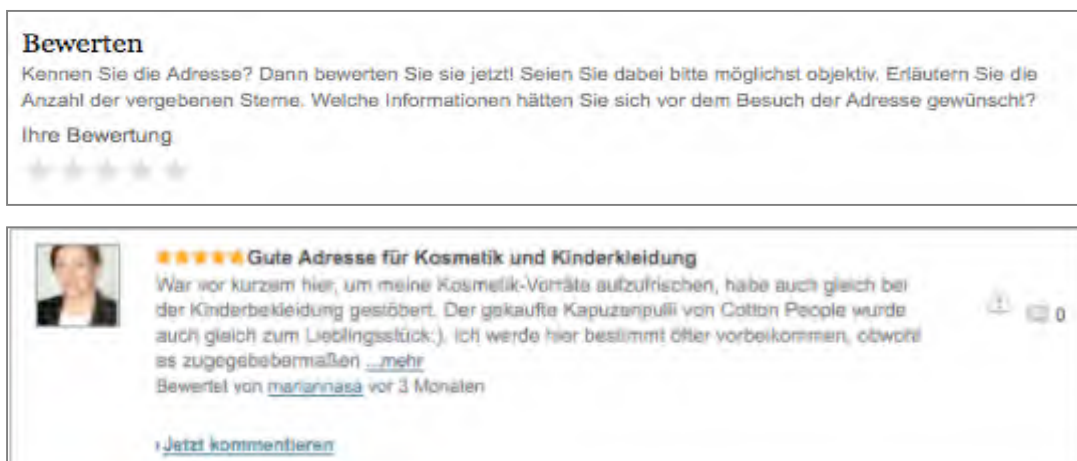 Bewerten
Kennen Sie die Adresse? Dann bewerten Sie sie jetzt! Seien Sie dabei bitte möglichst objektiv. Erläutern Sie die
Anzahl der vergebenen Sterne. Welche Informationen hätten Sie sich vor dem Besuch der Adresse gewünscht?
Ihre Bewertung
Gute Adresse für Kosmetik und Kinderkleidung
War vor kurzem hier, um meine Kosmetik-Vorräte aufzufrischen, habe auch gleich bei
der Kinderbekleidung gestöbert. Der gekaufte Kapuzenpulli von Cotton People wurde
auch gleich zum Lieblingsstück:). Ich werde hier bestimmt öfter vorbeikommen, obwohl
es zugegebebermaßen ...mehr
Bewertet von mariannasa vor 3 Monaten
0
› Jetzt kommentieren